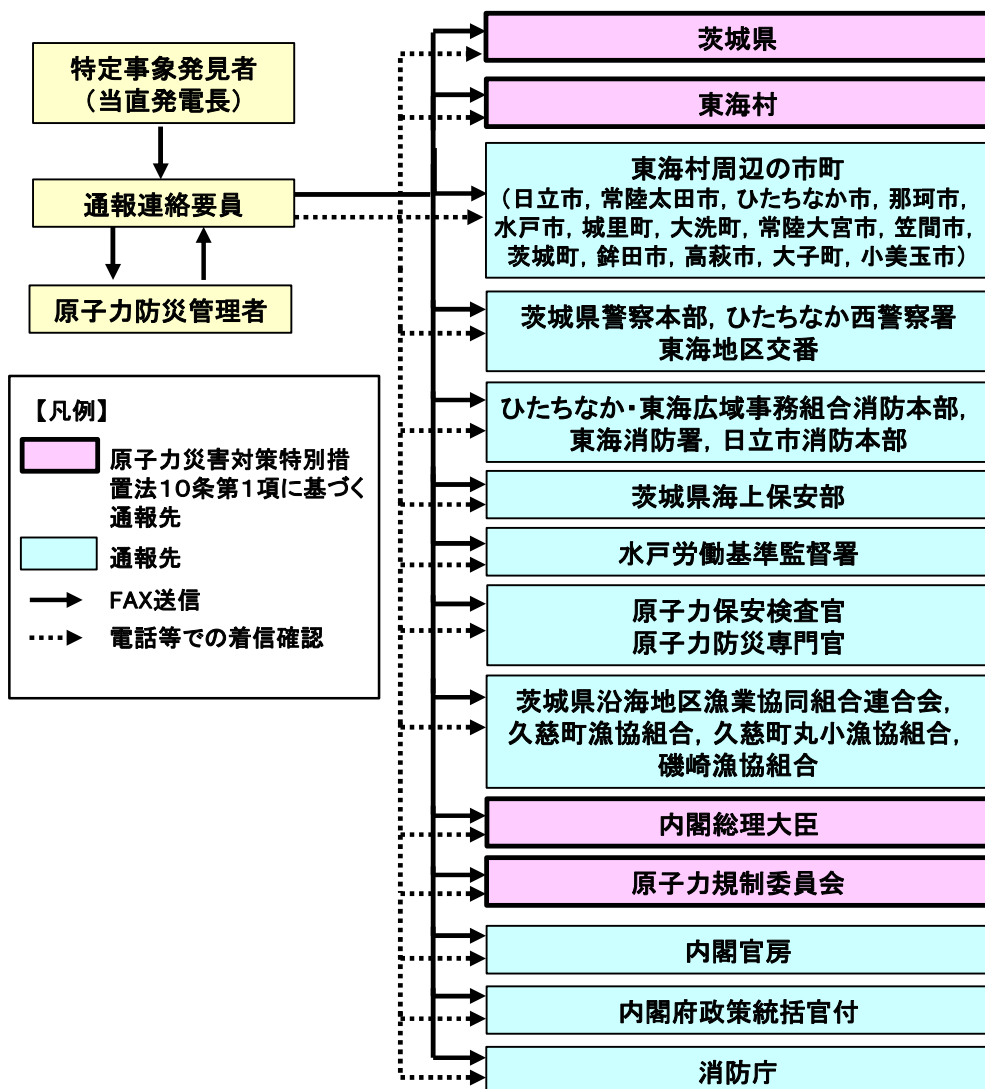 特定事象発見者
（当直発電長）
通報連絡要員
原子力防災管理者
【凡例】
原子力災害対策特別措
置法１０条第１項に基づく
通報先
通報先
FAX送信
電話等での着信確認
茨城県
東海村
東海村周辺の市町
（日立市，常陸太田市，ひたちなか市，那珂市，
水戸市，城里町，大洗町，常陸大宮市，笠間市，
茨城町，鉾田市，高萩市，大子町，小美玉市）
茨城県警察本部，ひたちなか西警察署
東海地区交番
ひたちなか・東海広域事務組合消防本部，
東海消防署，日立市消防本部
茨城県海上保安部
水戸労働基準監督署
原子力保安検査官
原子力防災専門官
茨城県沿海地区漁業協同組合連合会，
久慈町漁協組合，久慈町丸小漁協組合，
磯崎漁協組合
内閣総理大臣
原子力規制委員会
内閣官房
内閣府政策統括官付
消防庁